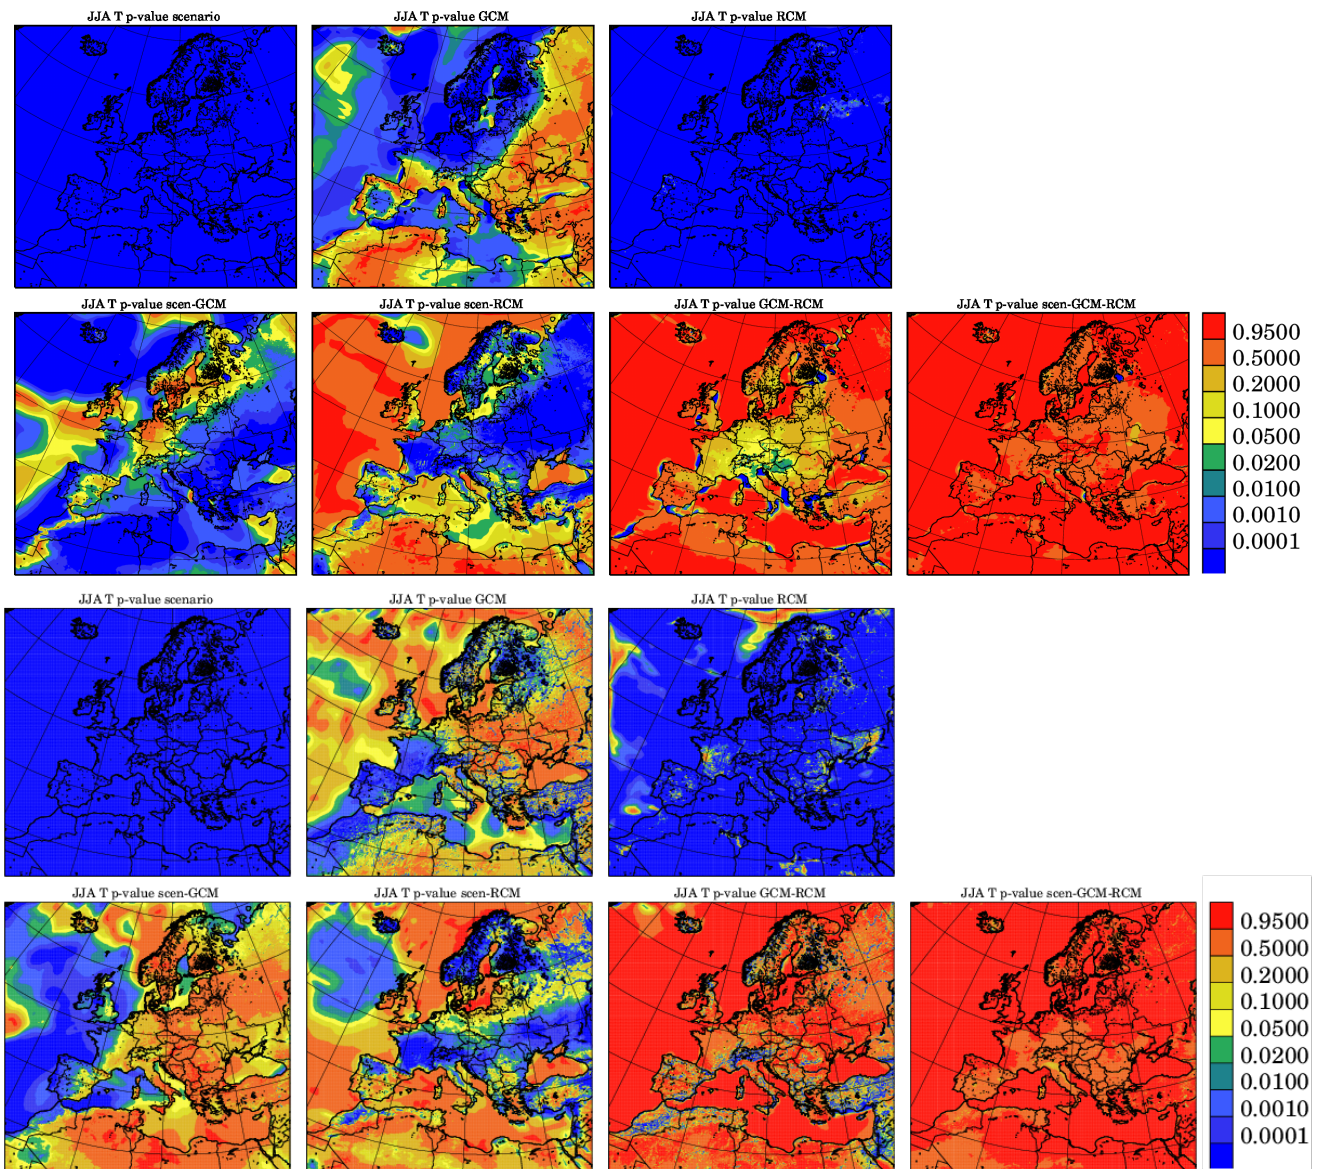 JJA T p-value scenario
JJA T p-value GCM
JJA T p-value RCM
JJA T p-value scen-GCM
JJA T p-value scen-RCM
JJA T p-value GCM-RCM
JJA T p-value scen-GCM-RCM
0.9500
0.5000
0.2000
0.1000
0.0500
0.0200
0.0100
0.0010
0.0001
JJA T p-value scenario
JJA T p-value GCM
JJA T p-value RCM
JJA T p-value scen-GCM
JJA T p-value scen-RCM
JJA T p-value GCM-RCM
JJA T p-value scen-GCM-RCM
0.9500
0.5000
0.2000
0.1000
0.0500
0.0200
0.0100
0.0010
0.0001